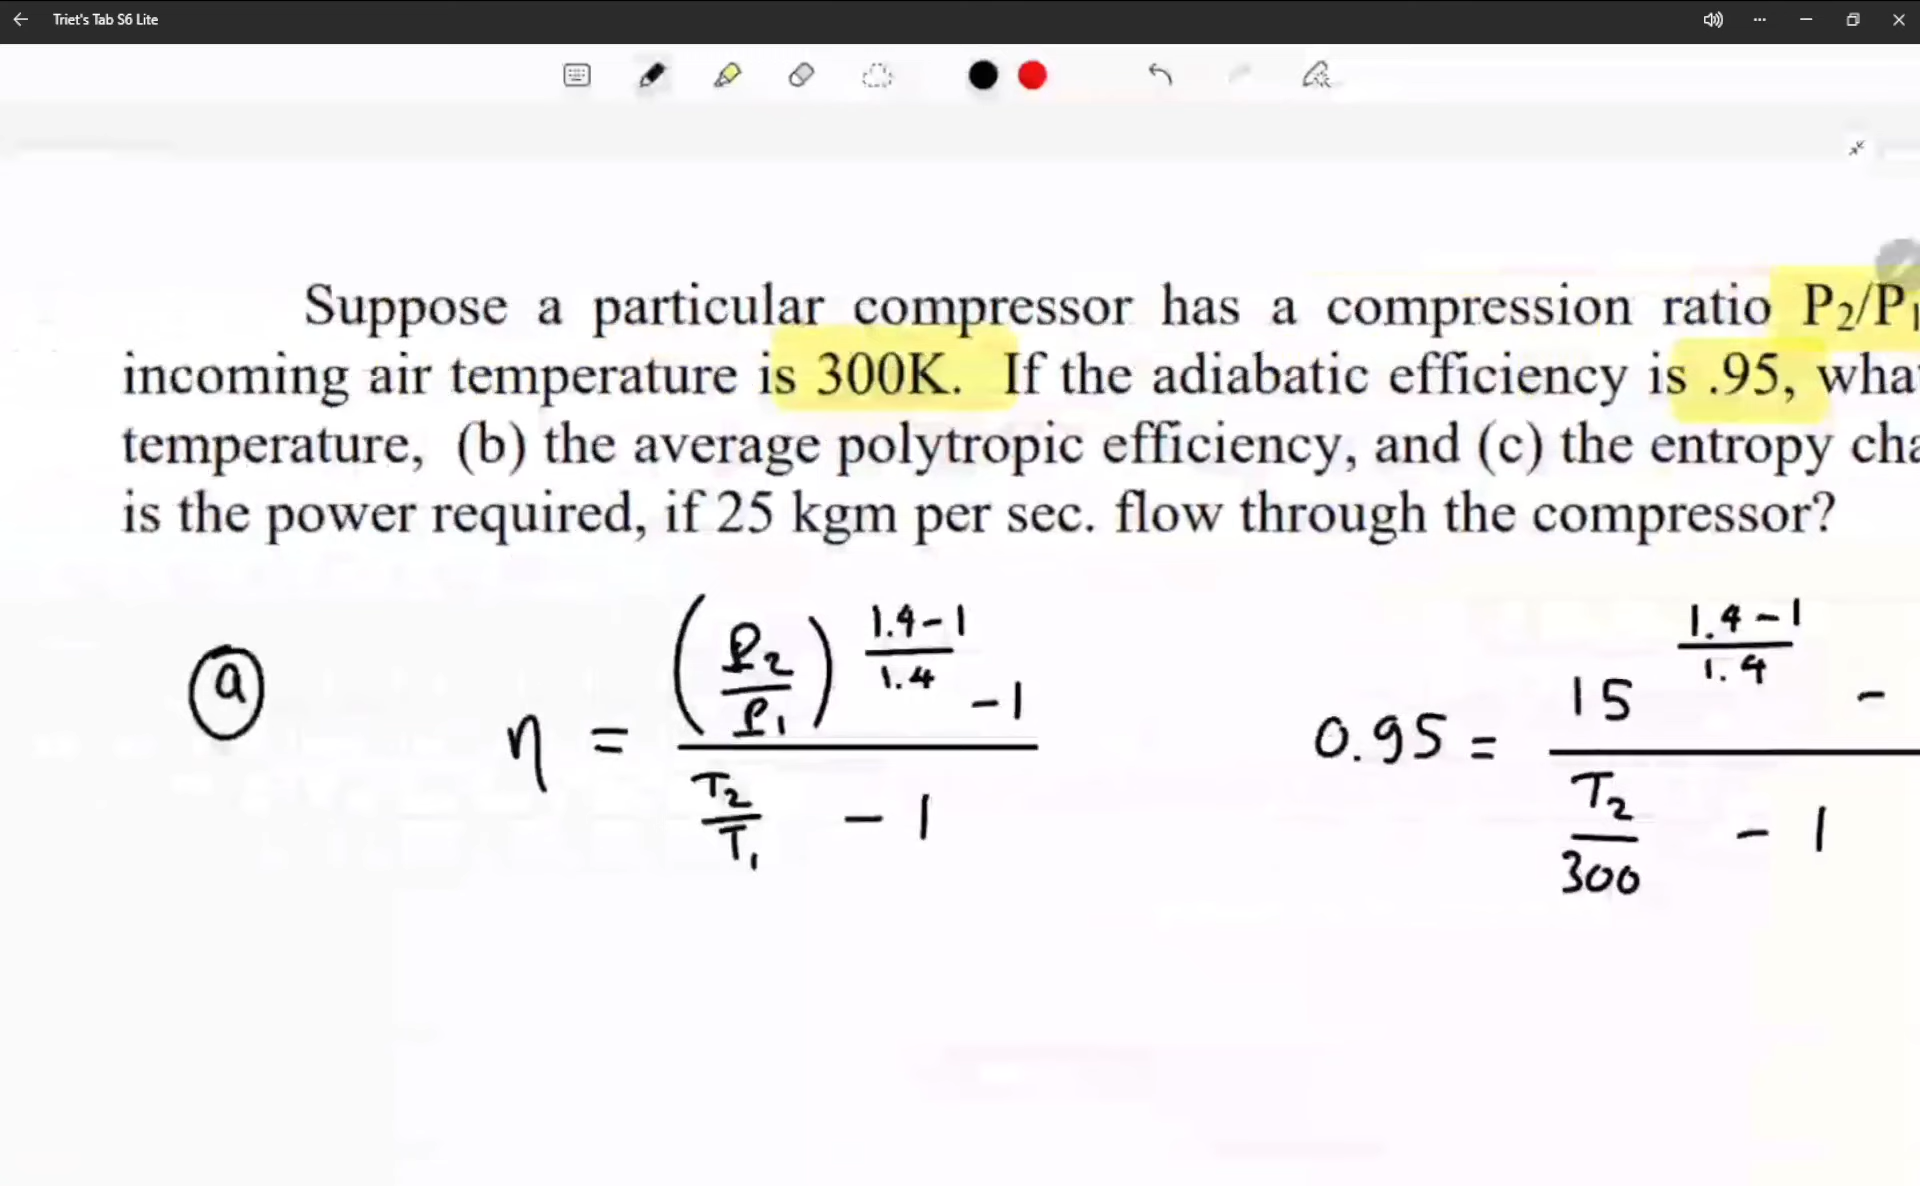 Triet's Tab S6 Lite
Suppose a particular compressor has a compression ratio P₂/P₁
incoming air temperature is 300K. If the adiabatic efficiency is .95,
temperature, (b) the average polytropic efficiency, and (c) the entropy
is the power required, if 25 kgm per sec. flow through the compressor?
a
η = ((P₂/P₁)^((1.4-1)/1.4) - 1) / (T₂/T₁ - 1)
0.95 = (15^((1.4-1)/1.4) -) / (T₂/300 - 1)